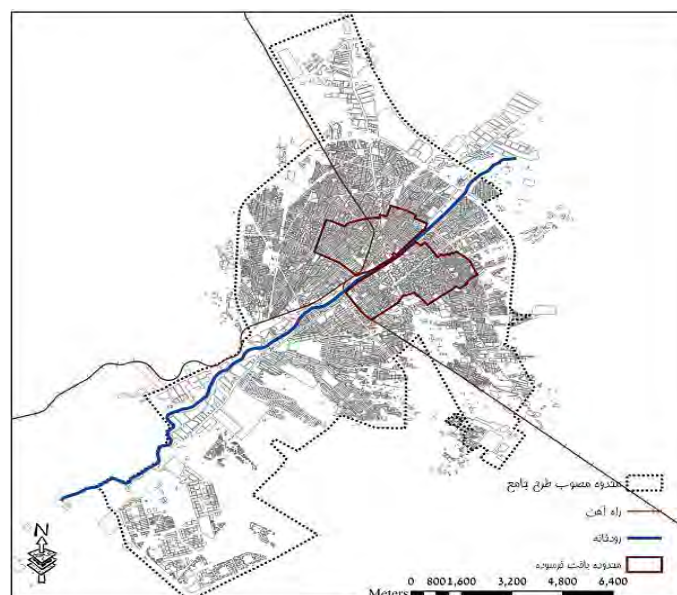 محدوده مصوب طرح جامع
راه آهن
رودخانه
محدوده بافت فرسوده
N
0 800 1,600 3,200 4,800 6,400
Meters